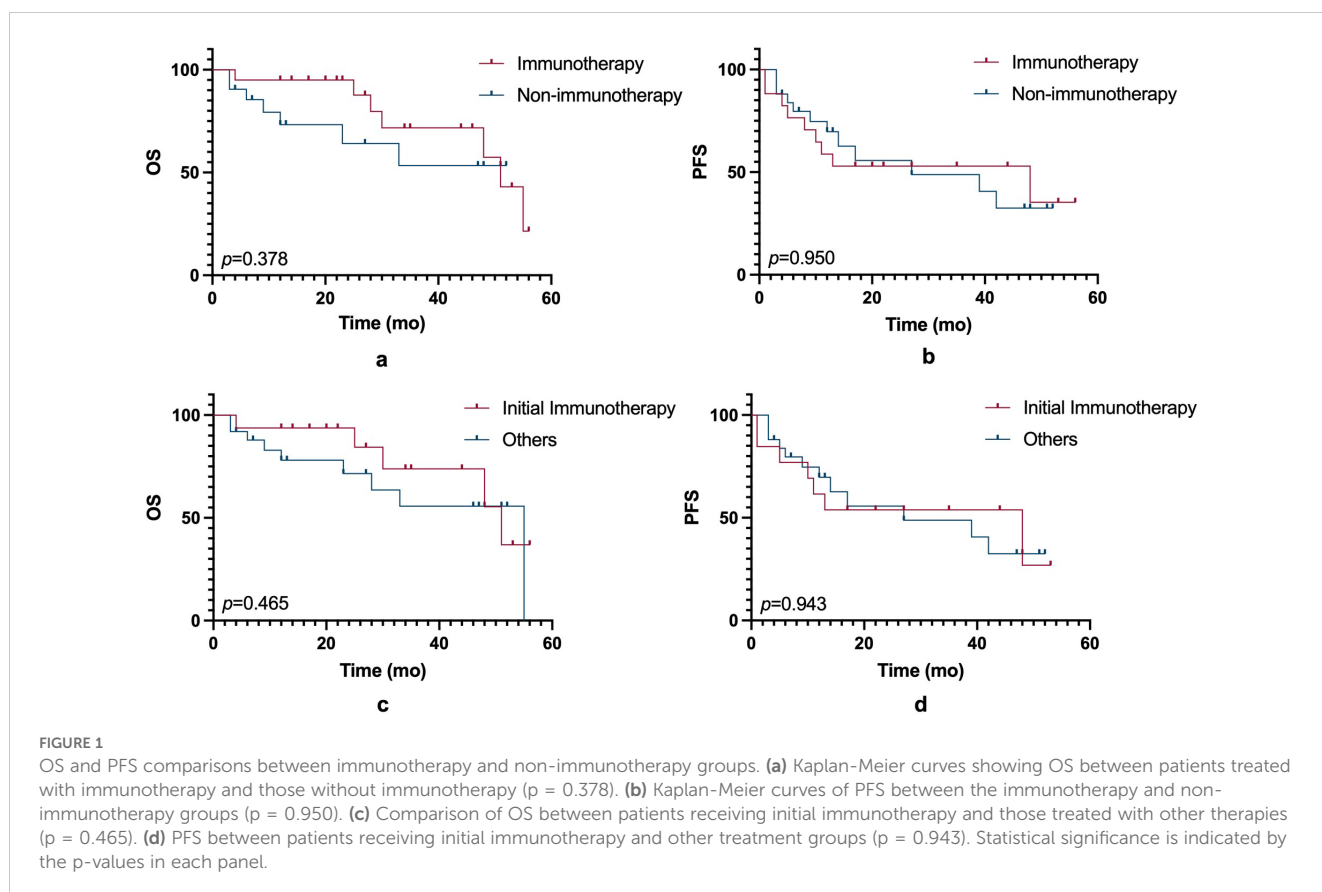 Immunotherapy
Non-immunotherapy
100
50
0
OS
p=0.378
0 20 40 60
Time (mo)
a
Immunotherapy
Non-immunotherapy
100
50
0
PFS
p=0.950
0 20 40 60
Time (mo)
b
Initial Immunotherapy
Others
100
50
0
OS
p=0.465
0 20 40 60
Time (mo)
c
Initial Immunotherapy
Others
100
50
0
PFS
p=0.943
0 20 40 60
Time (mo)
d
FIGURE 1
OS and PFS comparisons between immunotherapy and non-immunotherapy groups. (a) Kaplan-Meier curves showing OS between patients treated
with immunotherapy and those without immunotherapy (p = 0.378). (b) Kaplan-Meier curves of PFS between the immunotherapy and non-
immunotherapy groups (p = 0.950). (c) Comparison of OS between patients receiving initial immunotherapy and those treated with other therapies
(p = 0.465). (d) PFS between patients receiving initial immunotherapy and other treatment groups (p = 0.943). Statistical significance is indicated by
the p-values in each panel.